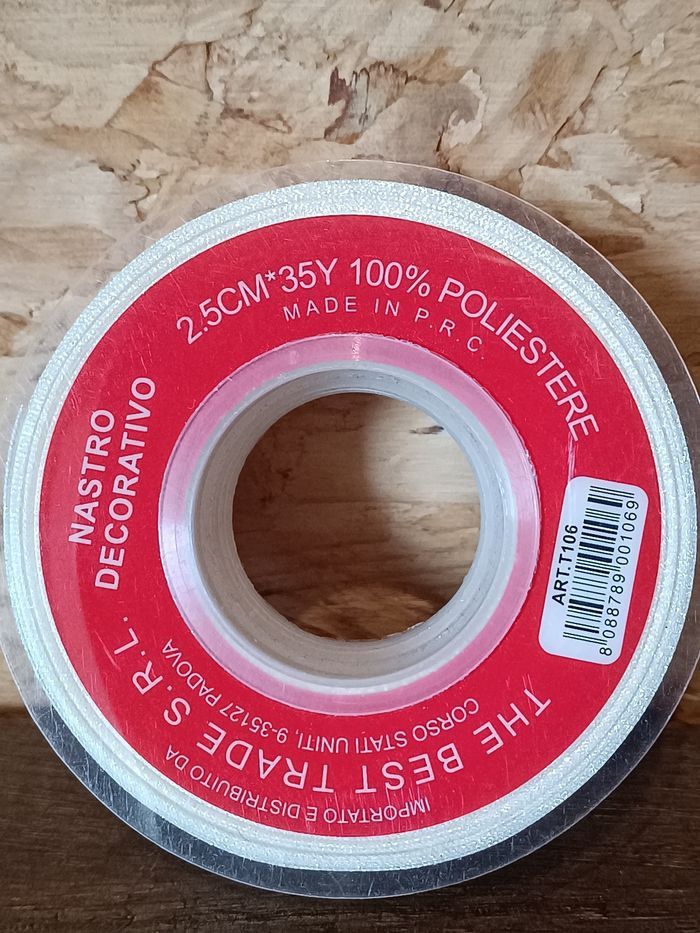 2.5CM*35Y 100% POLIESTERE
MADE IN P.R.C.
NASTRO
DECORATIVO
ART.T106
8 088789 001069
IMPORTATO E DISTRIBUITO DA
THE BEST TRADE S.R.L.
CORSO STATI UNITI, 9-35127 PADOVA